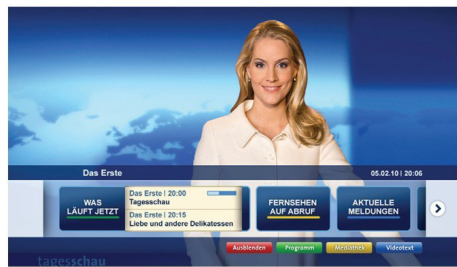 Das Erste
05.02.10 | 20:06
WAS
LÄUFT JETZT
Das Erste | 20:00
Tagesschau
Das Erste | 20:15
Liebe und andere Delikatessen
FERNSEHEN
AUF ABRUF
AKTUELLE
MELDUNGEN
Ausblenden
Programm
Mediathek
Videotext
tagesschau